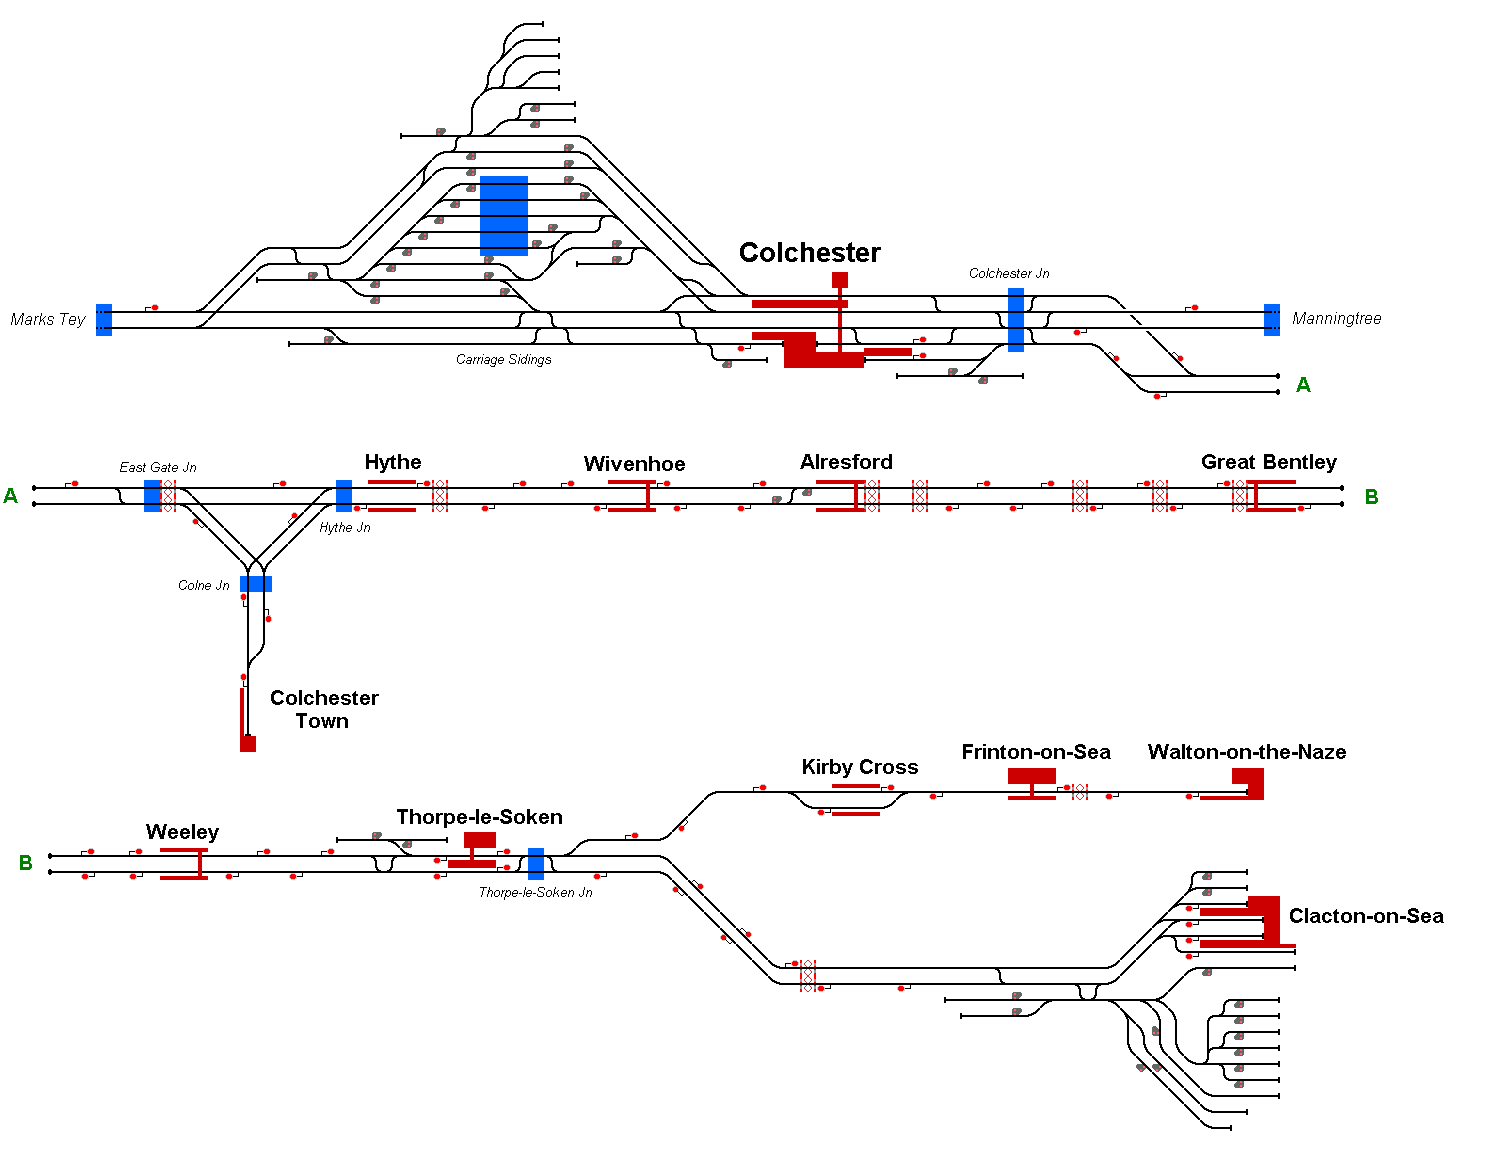 Colchester
Colchester Jn
Marks Tey
Manningtree
Carriage Sidings
A
East Gate Jn
Hythe
Wivenhoe
Alresford
Great Bentley
A
B
Hythe Jn
Colne Jn
Colchester
Town
Kirby Cross
Frinton-on-Sea
Walton-on-the-Naze
Thorpe-le-Soken
Weeley
B
Thorpe-le-Soken Jn
Clacton-on-Sea